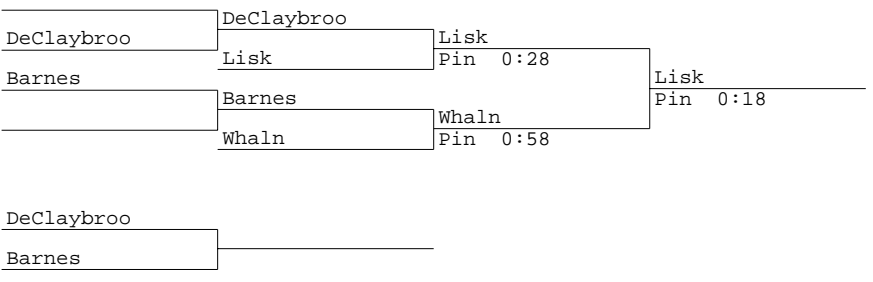 DeClaybroo
DeClaybroo
Lisk
Lisk
Pin 0:28
Barnes
Lisk
Pin 0:18
Barnes
Whaln
Whaln
Pin 0:58
DeClaybroo
Barnes